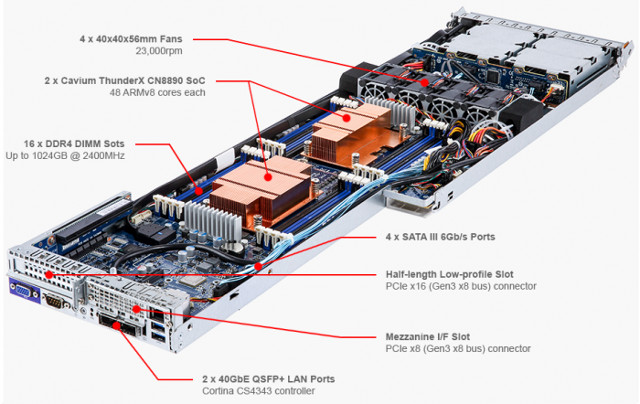 4 x 40x40x56mm Fans
23,000rpm
2 x Cavium ThunderX CN8890 SoC
48 ARMv8 cores each
16 x DDR4 DIMM Sots
Up to 1024GB @ 2400MHz
4 x SATA III 6Gb/s Ports
Half-length Low-profile Slot
PCIe x16 (Gen3 x8 bus) connector
Mezzanine I/F Slot
PCIe x8 (Gen3 x8 bus) connector
2 x 40GbE QSFP+ LAN Ports
Cortina CS4343 controller